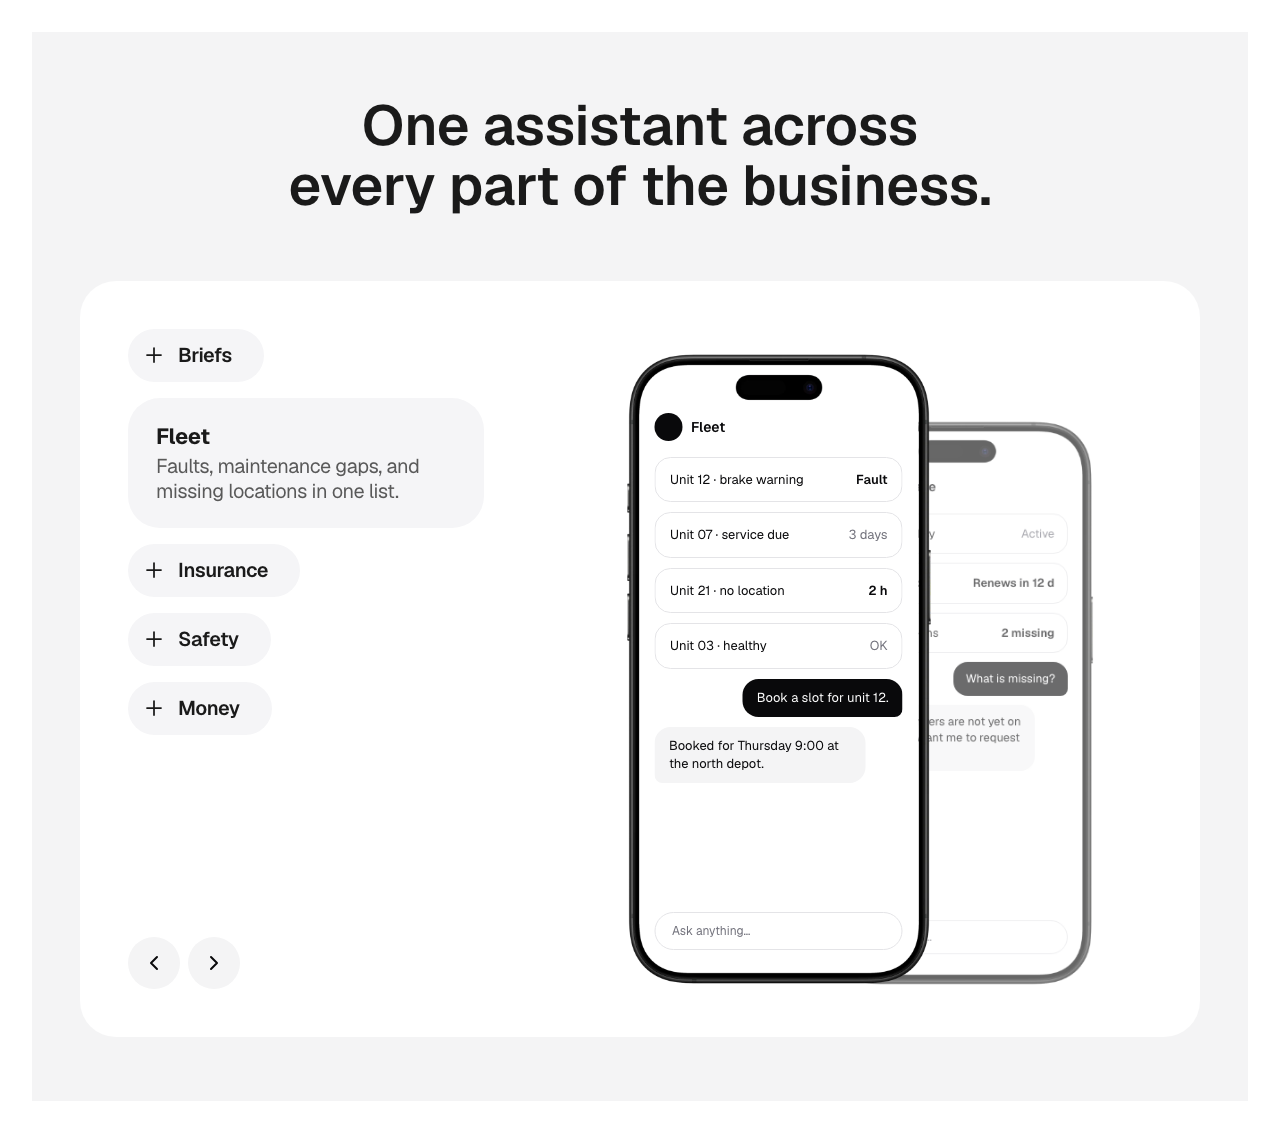 One assistant across
every part of the business.
Briefs
Fleet
Faults, maintenance gaps, and
missing locations in one list.
Insurance
Safety
Money
Fleet
Unit 12 · brake warning Fault
Unit 07 · service due 3 days
Unit 21 · no location 2 h
Unit 03 · healthy OK
Book a slot for unit 12.
Booked for Thursday 9:00 at
the north depot.
Ask anything...
Active
Renews in 12 d
2 missing
What is missing?
are not yet on
me to request